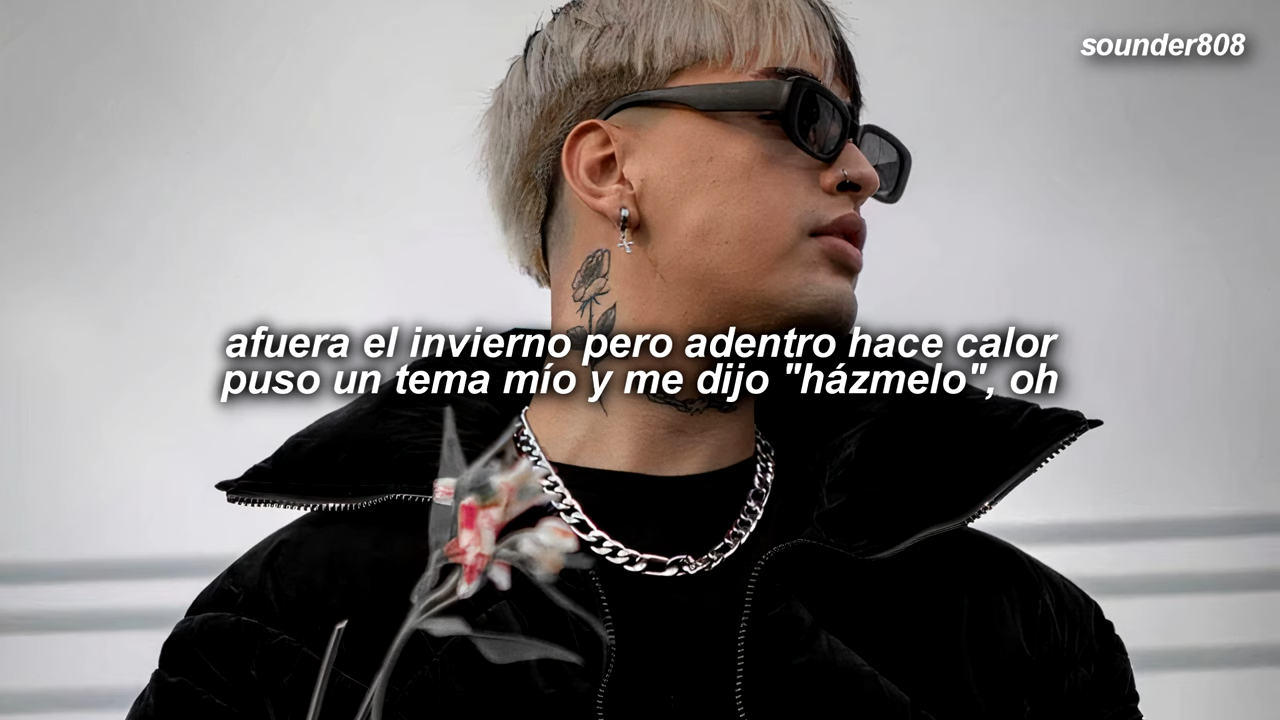 sounder808
afuera el invierno pero adentro hace calor
puso un tema mío y me dijo "házmelo", oh